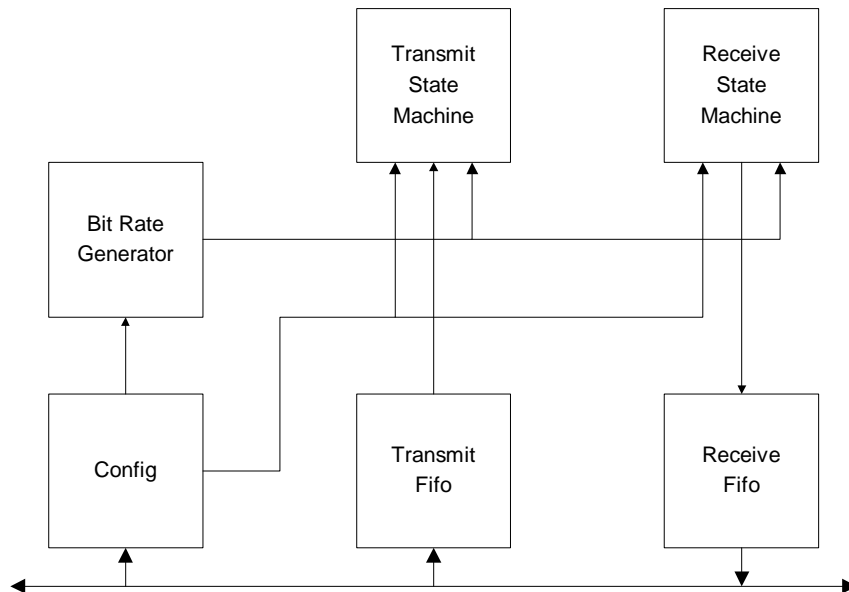 Transmit
State
Machine
Receive
State
Machine
Bit Rate
Generator
Config
Transmit
Fifo
Receive
Fifo